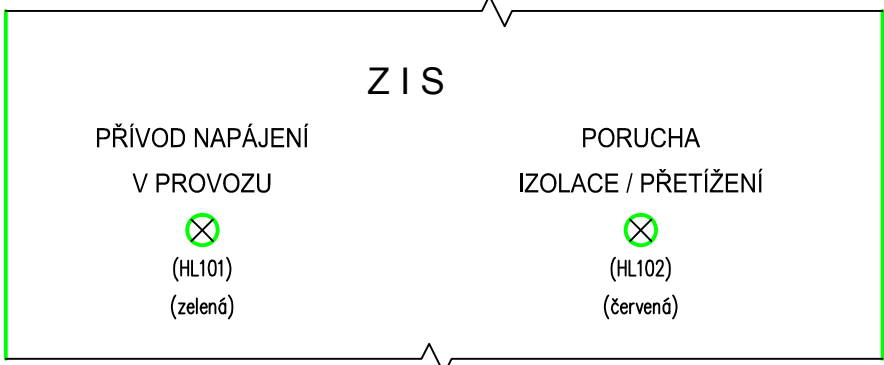 Z I S
PŘÍVOD NAPÁJENÍ
V PROVOZU
(HL101)
(zelená)
PORUCHA
IZOLACE / PŘETÍŽENÍ
(HL102)
(červená)